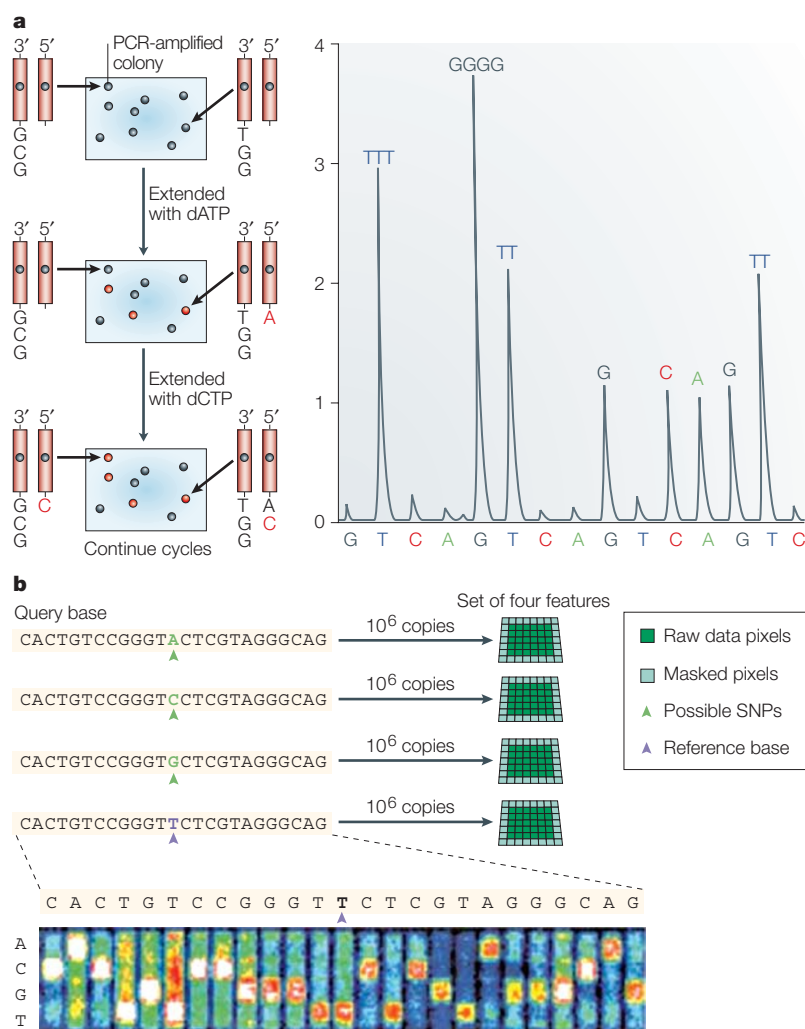 a
3′ 5′
PCR-amplified
colony
3′ 5′
G
C
G
T
G
G
Extended
with dATP
3′ 5′
3′ 5′
G
C
G
T
G
G
A
Extended
with dCTP
3′ 5′
3′ 5′
G
C
G
C
T
G
G
A
C
Continue cycles
4
3
2
1
0
TTT
GGGG
TT
G
C
A
G
TT
G T C A G T C A G T C A G T C
b
Query base
Set of four features
CACTGTCCGGGTACTCGTAGGGCAG
10⁶ copies
CACTGTCCGGGTCCTCGTAGGGCAG
10⁶ copies
CACTGTCCGGGTGCTCGTAGGGCAG
10⁶ copies
CACTGTCCGGGTTCTCGTAGGGCAG
10⁶ copies
Raw data pixels
Masked pixels
Possible SNPs
Reference base
C A C T G T C C G G G T T C T C G T A G G G C A G
A
C
G
T